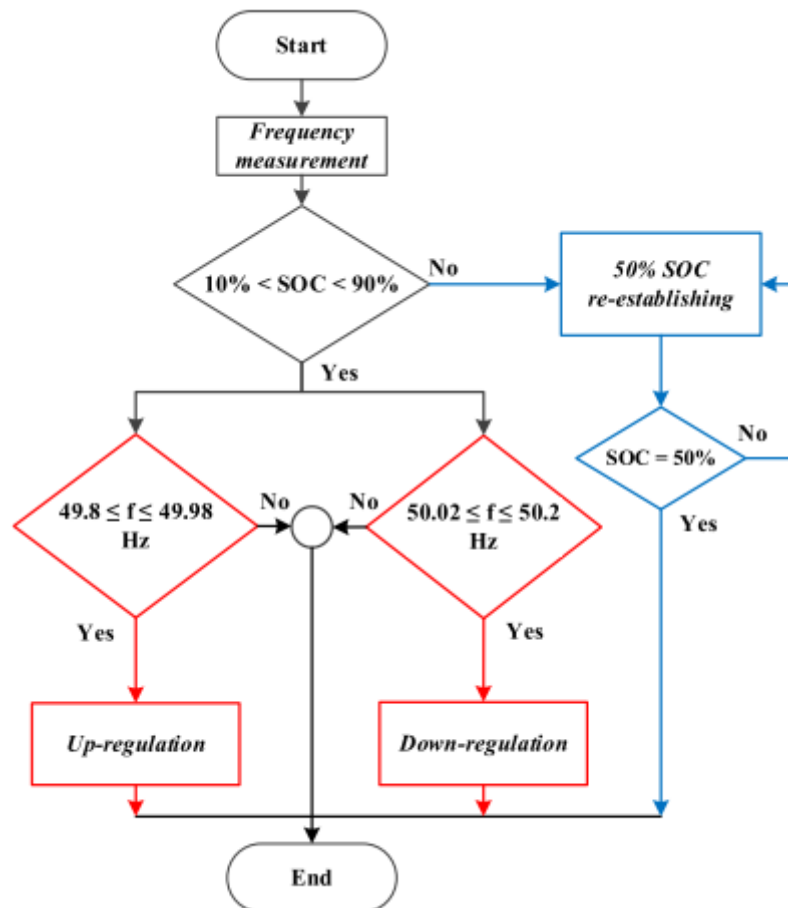 Start
Frequency
measurement
10% < SOC < 90%
No
50% SOC
re-establishing
Yes
SOC = 50%
No
49.8 ≤ f ≤ 49.98
Hz
No
No
50.02 ≤ f ≤ 50.2
Hz
Yes
Yes
Yes
Up-regulation
Down-regulation
End